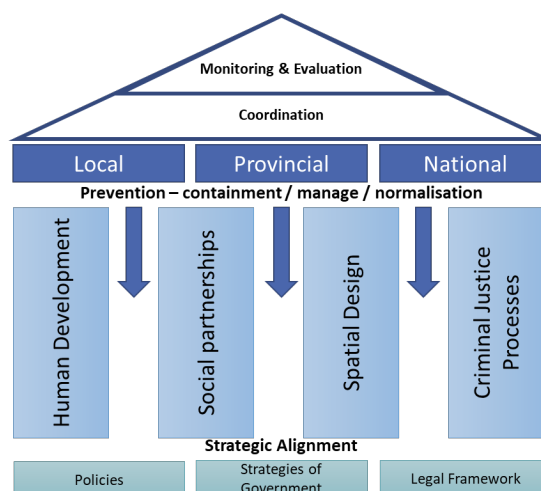 Monitoring & Evaluation
Coordination
Local
Provincial
National
Prevention – containment / manage / normalisation
Human Development
Social partnerships
Spatial Design
Criminal Justice
Processes
Strategic Alignment
Policies
Strategies of
Government
Legal Framework